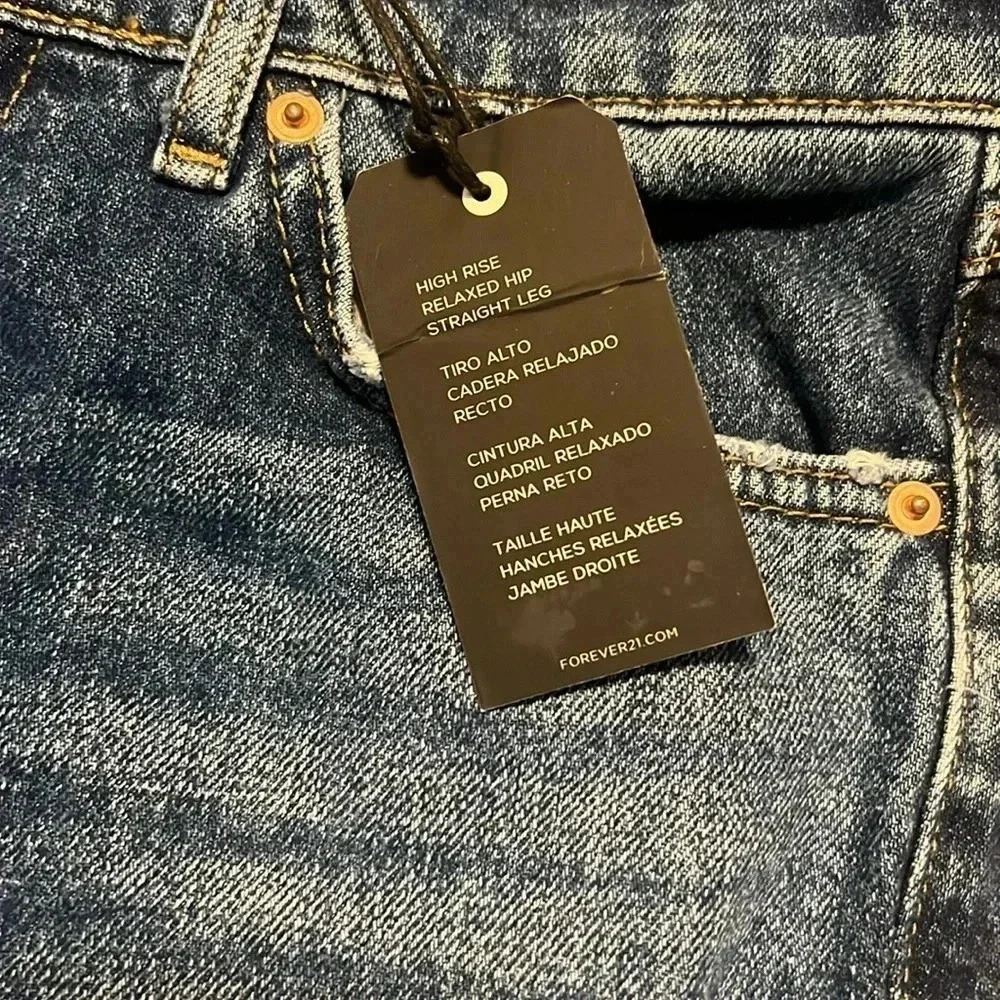 HIGH RISE
RELAXED HIP
STRAIGHT LEG
TIRO ALTO
CADERA RELAJADO
RECTO
CINTURA ALTA
QUADRIL RELAXADO
PERNA RETO
TAILLE HAUTE
HANCHES RELAXÉES
JAMBE DROITE
FOREVER21.COM